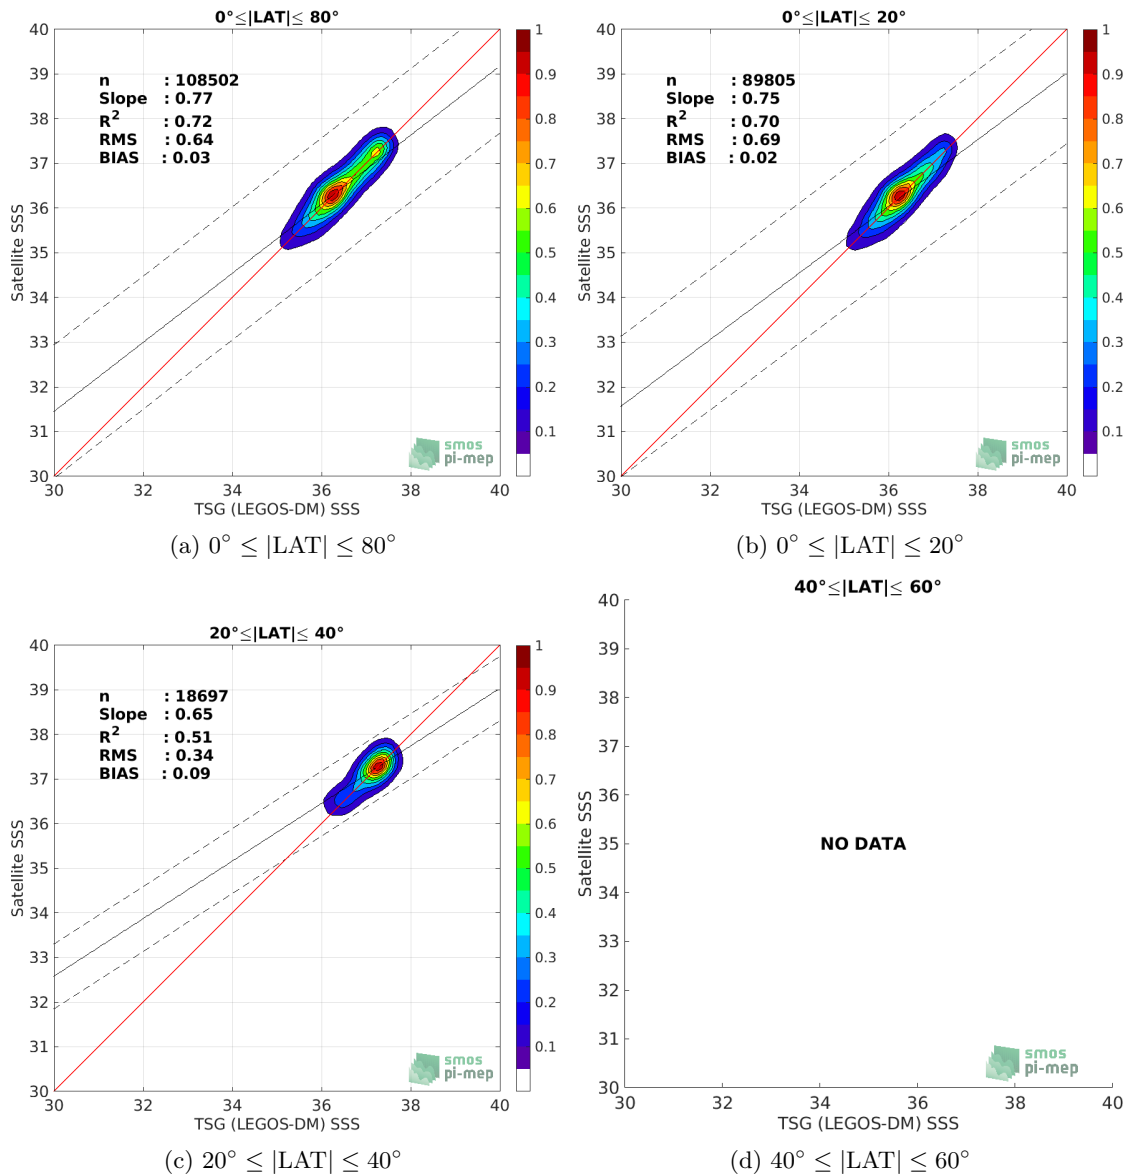 0°≤|LAT|≤ 80°
n : 108502
Slope : 0.77
R2 : 0.72
RMS : 0.64
BIAS : 0.03
Satellite SSS
40
39
38
37
36
35
34
33
32
31
30
30 32 34 36 38 40
TSG (LEGOS-DM) SSS
1
0.9
0.8
0.7
0.6
0.5
0.4
0.3
0.2
0.1
smos
pi-mep
(a) 0° ≤ |LAT| ≤ 80°
0°≤|LAT|≤ 20°
n : 89805
Slope : 0.75
R2 : 0.70
RMS : 0.69
BIAS : 0.02
Satellite SSS
40
39
38
37
36
35
34
33
32
31
30
30 32 34 36 38 40
TSG (LEGOS-DM) SSS
1
0.9
0.8
0.7
0.6
0.5
0.4
0.3
0.2
0.1
smos
pi-mep
(b) 0° ≤ |LAT| ≤ 20°
20°≤|LAT|≤ 40°
n : 18697
Slope : 0.65
R2 : 0.51
RMS : 0.34
BIAS : 0.09
Satellite SSS
40
39
38
37
36
35
34
33
32
31
30
30 32 34 36 38 40
TSG (LEGOS-DM) SSS
1
0.9
0.8
0.7
0.6
0.5
0.4
0.3
0.2
0.1
smos
pi-mep
(c) 20° ≤ |LAT| ≤ 40°
40°≤|LAT|≤ 60°
NO DATA
Satellite SSS
40
39
38
37
36
35
34
33
32
31
30
30 32 34 36 38 40
TSG (LEGOS-DM) SSS
smos
pi-mep
(d) 40° ≤ |LAT| ≤ 60°